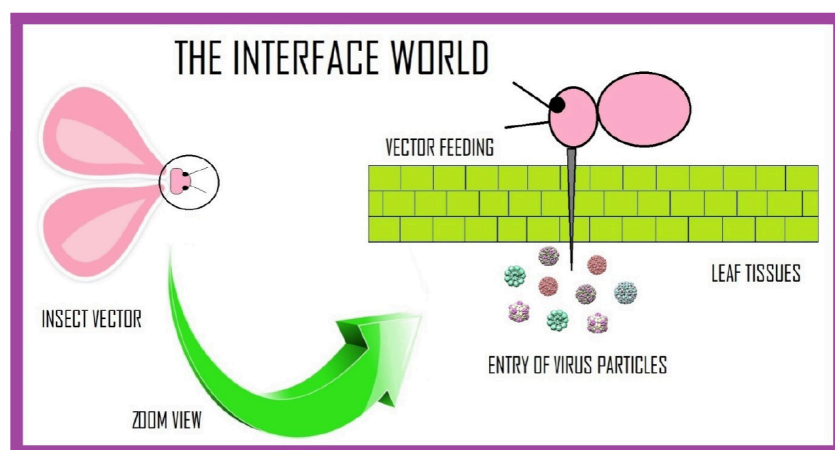 THE INTERFACE WORLD
VECTOR FEEDING
LEAF TISSUES
INSECT VECTOR
ENTRY OF VIRUS PARTICLES
ZOOM VIEW